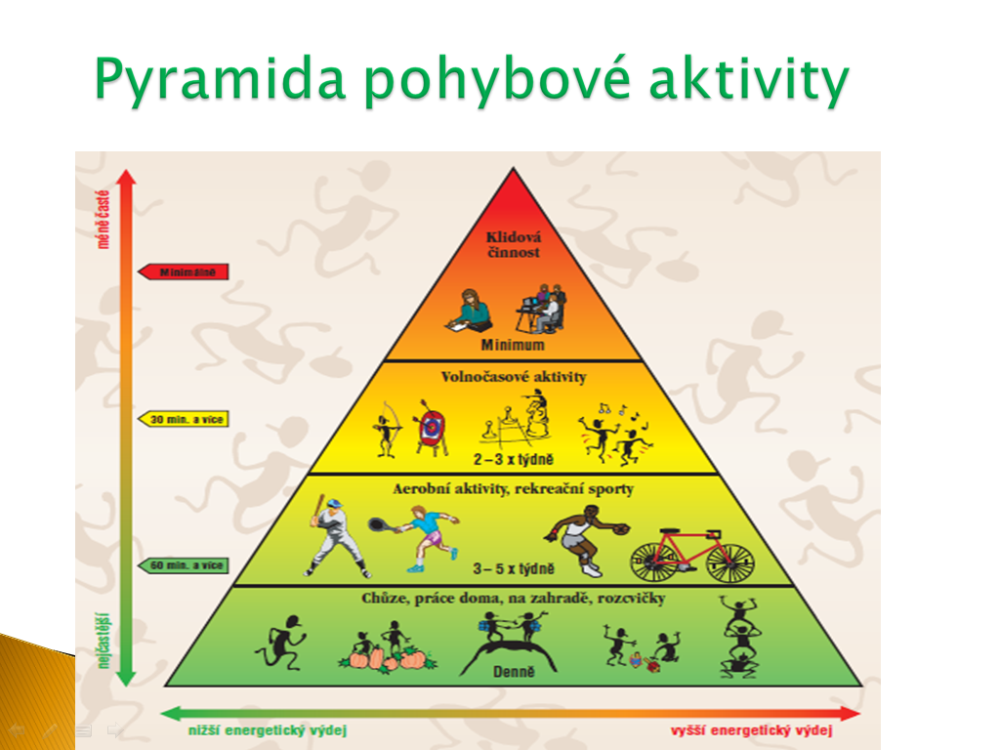 Pyramida pohybové aktivity
méně časté
Klidová
činnost
Minimálně
Minimum
Volnočasové aktivity
30 min. a více
2–3 x týdně
Aerobní aktivity, rekreační sporty
60 min. a více
3–5 x týdně
Chůze, práce doma, na zahradě, rozcvičky
nejčastější
Denně
nižší energetický výdej
vyšší energetický výdej